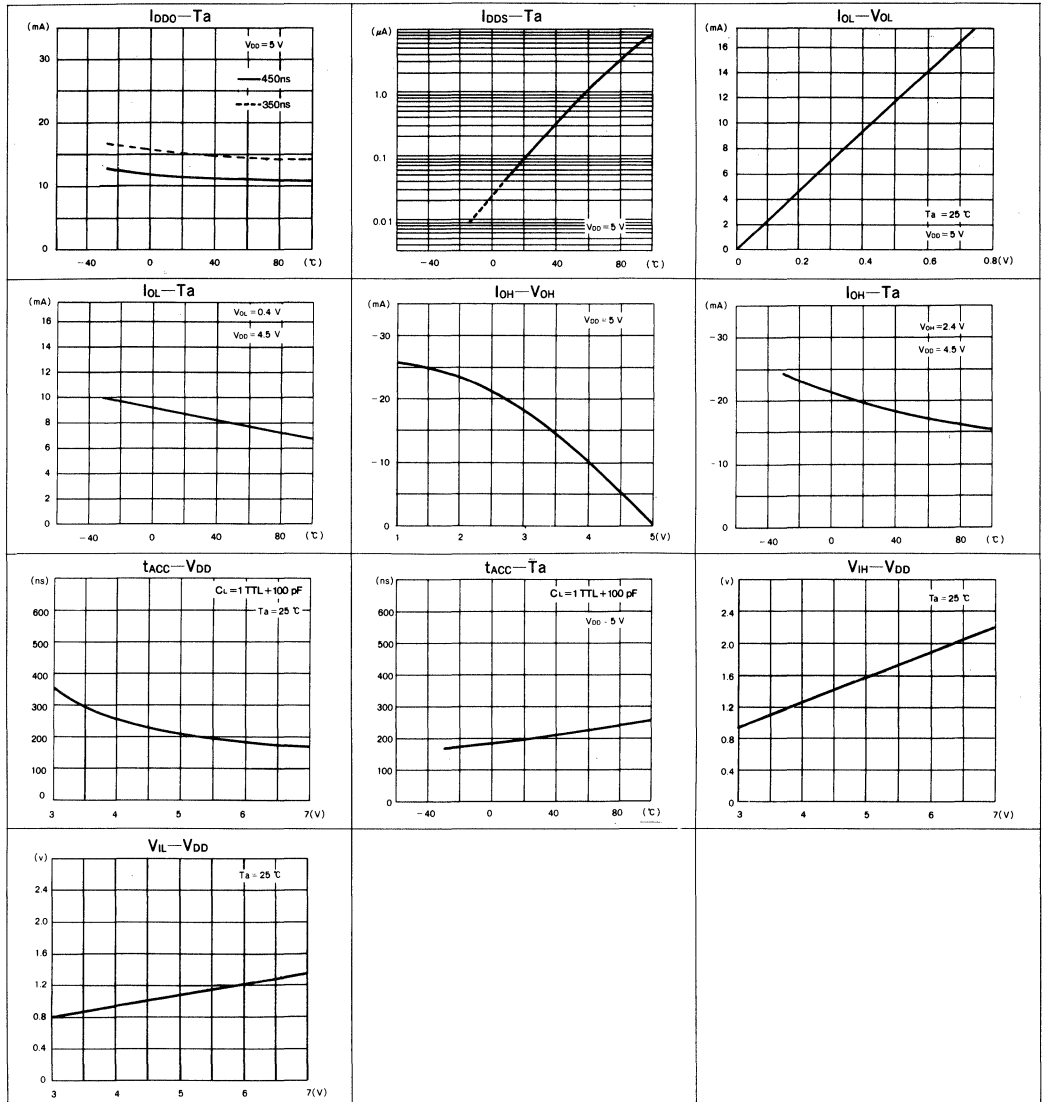 IDDO—Ta
(mA)
VDD = 5 V
450ns
350ns
30
20
10
0
−40 0 40 80 (℃)
IDDS—Ta
(μA)
1.0
0.1
0.01
VDD = 5 V
−40 0 40 80 (℃)
IOL—VOL
(mA)
16
14
12
10
8
6
4
2
0
Ta = 25 ℃
VDD = 5 V
0 0.2 0.4 0.6 0.8(V)
IOL—Ta
(mA)
VOL = 0.4 V
VDD = 4.5 V
16
14
12
10
8
6
4
2
0
−40 0 40 80 (℃)
IOH—VOH
(mA)
VDD = 5 V
−30
−20
−10
0
1 2 3 4 5(V)
IOH—Ta
(mA)
VOH = 2.4 V
VDD = 4.5 V
−30
−20
−10
0
−40 0 40 80 (℃)
tACC—VDD
(ns)
CL = 1 TTL + 100 pF
Ta = 25 ℃
600
500
400
300
200
100
0
3 4 5 6 7(V)
tACC—Ta
(ns)
CL = 1 TTL + 100 pF
VDD - 5 V
600
500
400
300
200
100
0
−40 0 40 80 (℃)
VIH—VDD
(v)
Ta = 25 ℃
2.4
2.0
1.6
1.2
0.8
0.4
0
3 4 5 6 7(V)
VIL—VDD
(v)
Ta = 25 ℃
2.4
2.0
1.6
1.2
0.8
0.4
0
3 4 5 6 7(V)